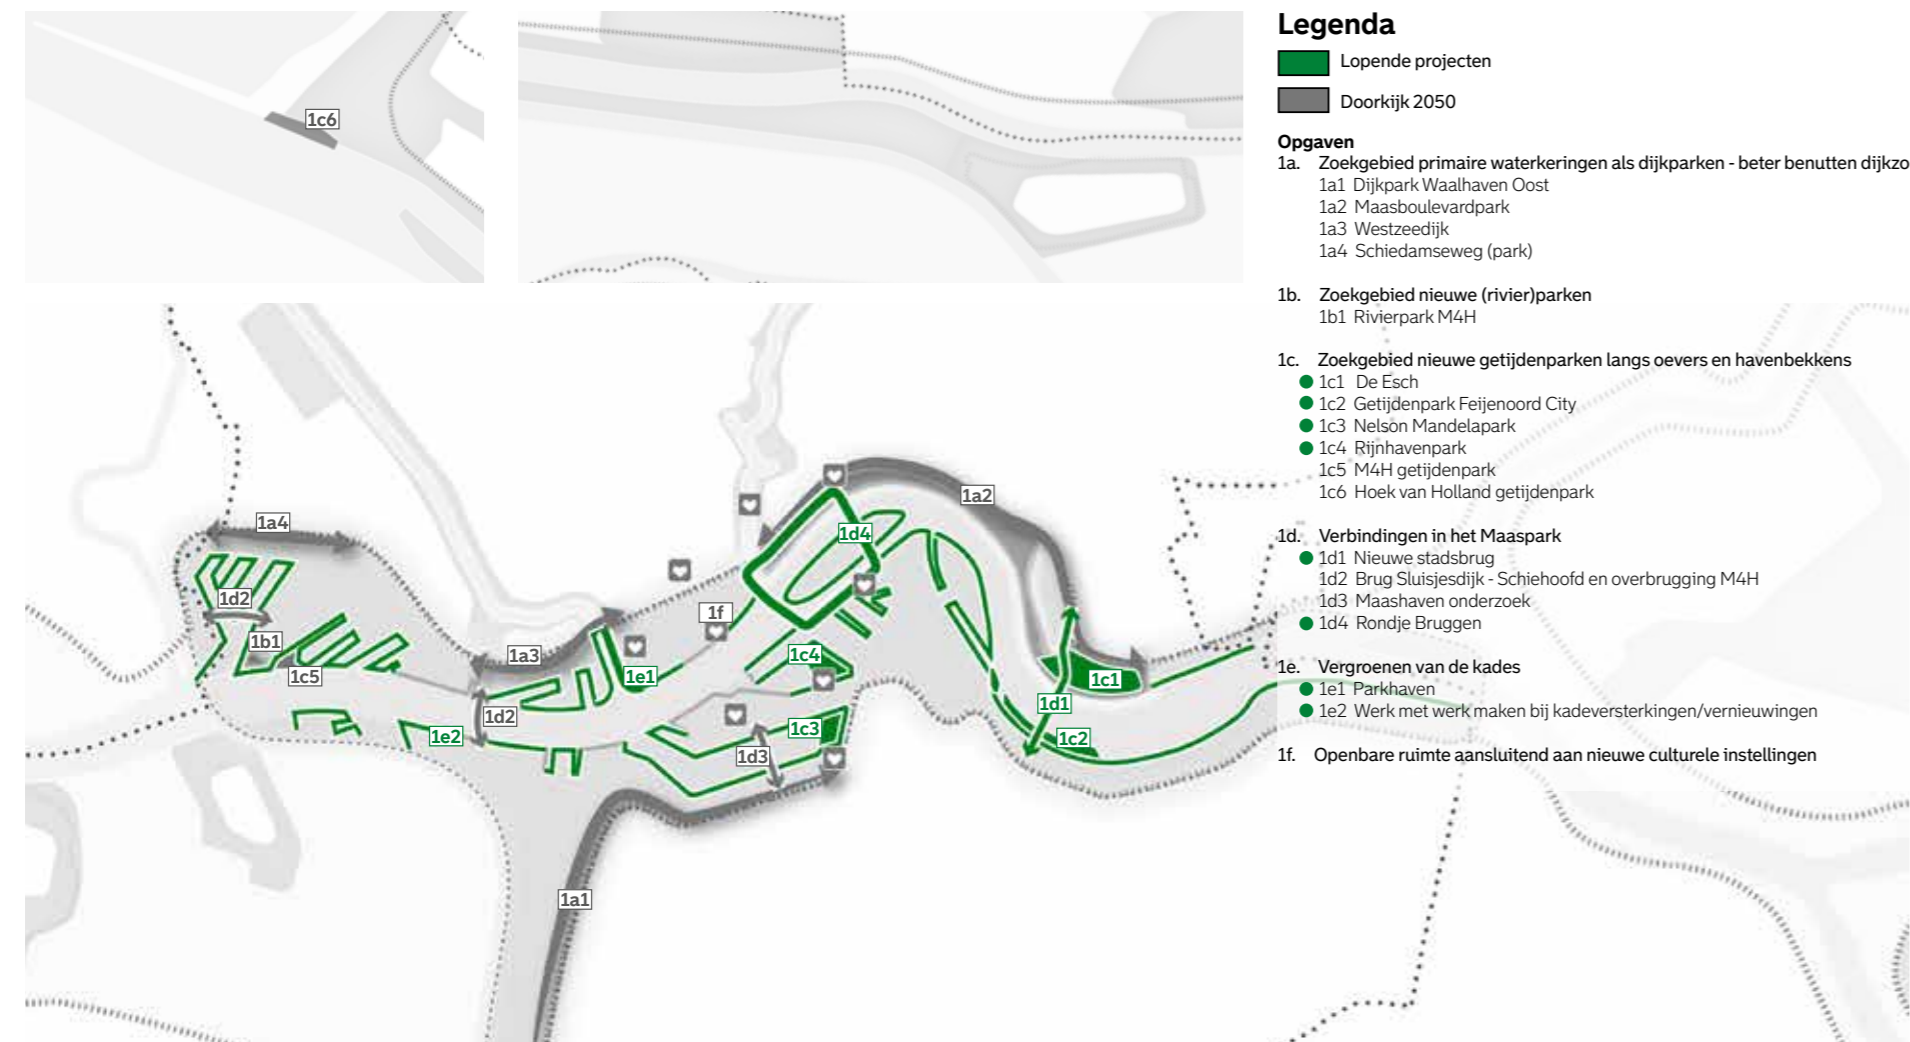 Legenda
Lopende projecten
Doorkijk 2050
Opgaven
1a. Zoekgebied primaire waterkeringen als dijkparken - beter benutten dijkzo
1a1 Dijkpark Waalhaven Oost
1a2 Maasboulevardpark
1a3 Westzeedijk
1a4 Schiedamseweg (park)
1b. Zoekgebied nieuwe (rivier)parken
1b1 Rivierpark M4H
1c. Zoekgebied nieuwe getijdenparken langs oevers en havenbekkens
1c1 De Esch
1c2 Getijdenpark Feijenoord City
1c3 Nelson Mandelapark
1c4 Rijnhavenpark
1c5 M4H getijdenpark
1c6 Hoek van Holland getijdenpark
1d. Verbindingen in het Maaspark
1d1 Nieuwe stadsbrug
1d2 Brug Sluisjesdijk - Schiehoofd en overbrugging M4H
1d3 Maashaven onderzoek
1d4 Rondje Bruggen
1e. Vergroenen van de kades
1e1 Parkhaven
1e2 Werk met werk maken bij kadeversterkingen/vernieuwingen
1f. Openbare ruimte aansluitend aan nieuwe culturele instellingen
1c6
1a2
1a4
1d4
1d2
1f
1b1
1a3
1c4
1c5
1e1
1c1
1d1
1d2
1c3
1e2
1c2
1d3
1a1